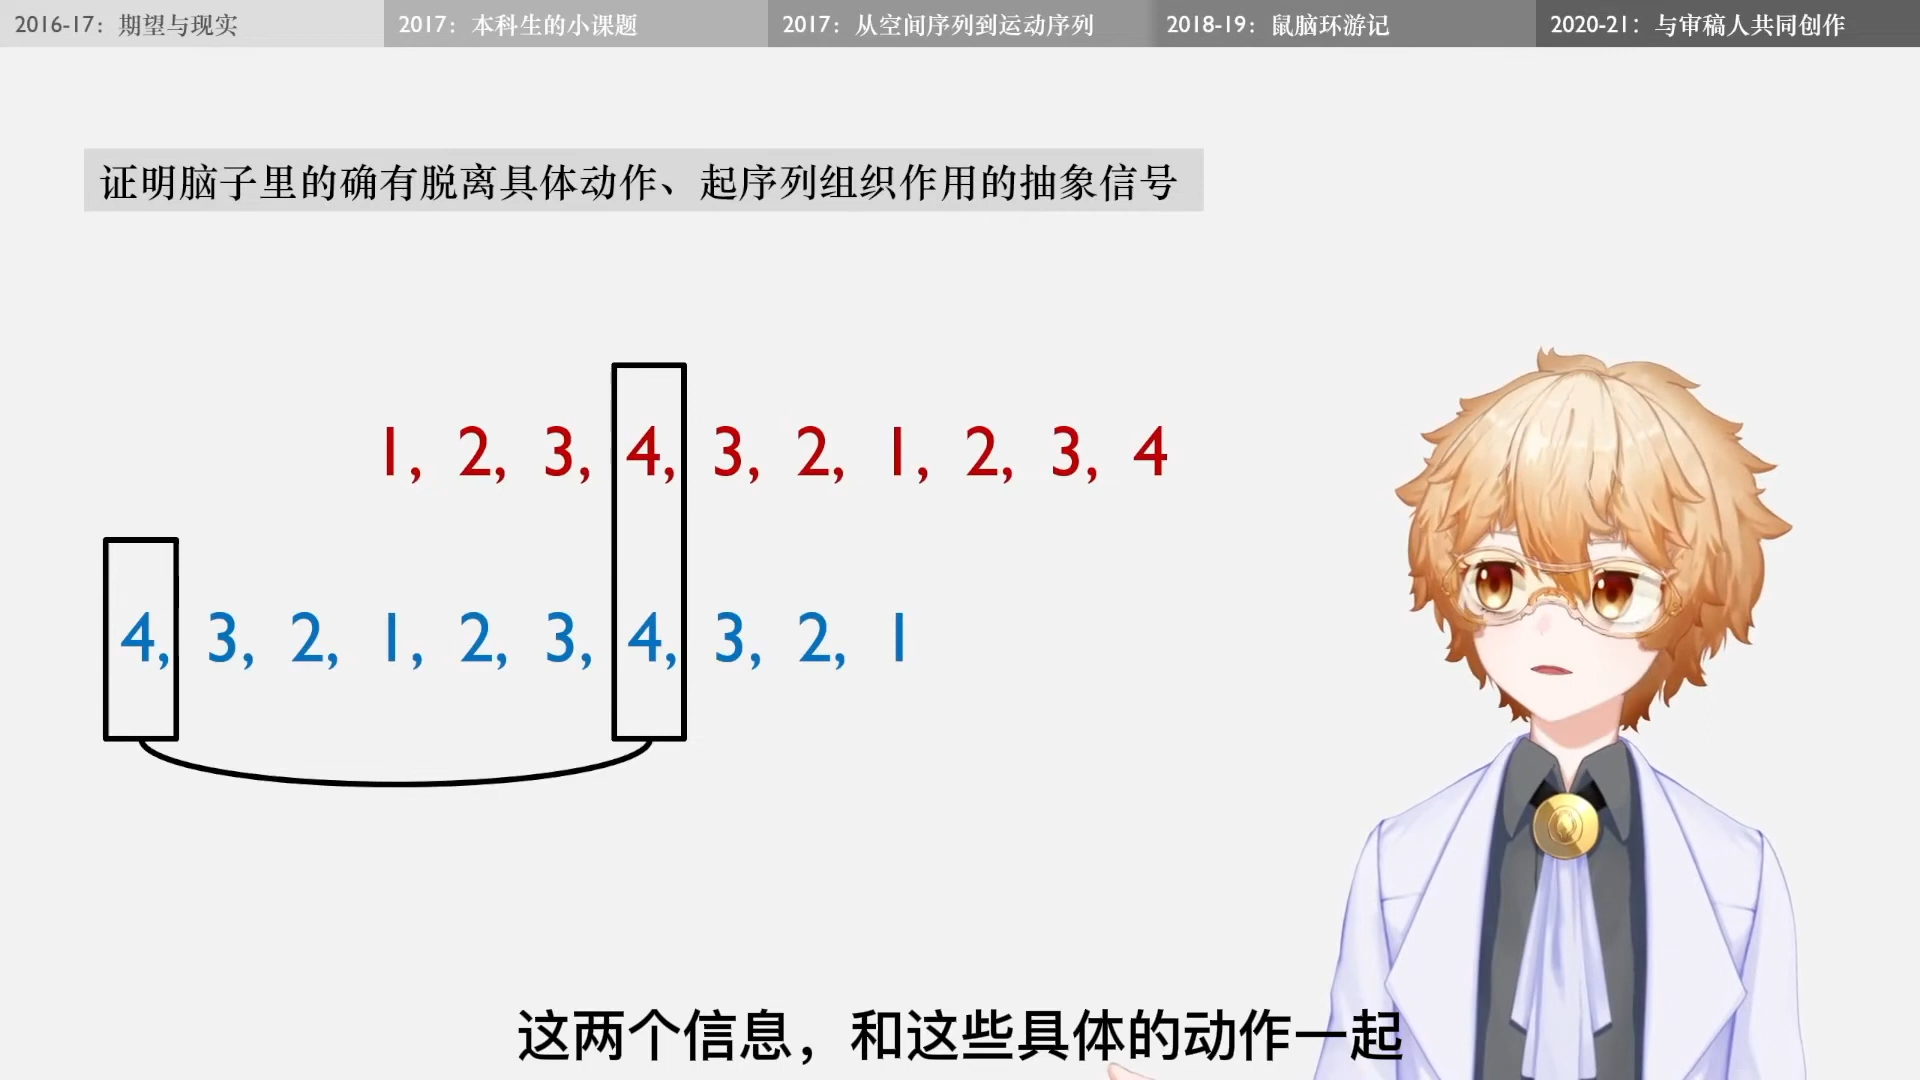 2016-17：期望与现实
2017：本科生的小课题
2017：从空间序列到运动序列
2018-19：鼠脑环游记
2020-21：与审稿人共同创作
证明脑子里的确有脱离具体动作、起序列组织作用的抽象信号
1, 2, 3, 4, 3, 2, 1, 2, 3, 4
4, 3, 2, 1, 2, 3, 4, 3, 2, 1
这两个信息，和这些具体的动作一起